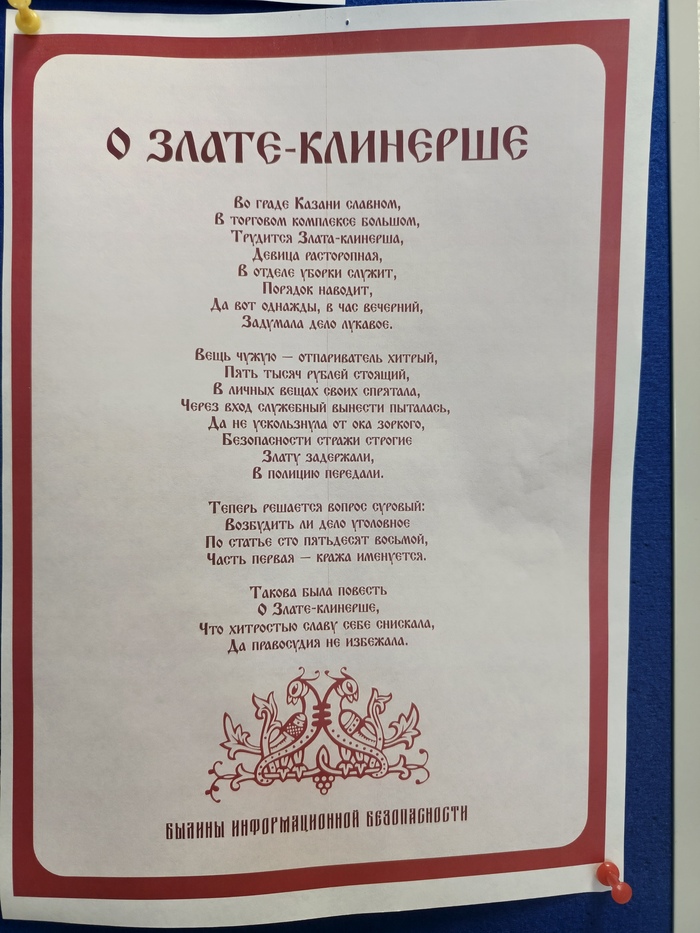 О ЗЛАТЕ-КЛИНЕРШЕ
Во граде Казани славном,
В торговом комплексе большом,
Трудится Злата-клинерша,
Девица расторопная,
В отделе уборки служит,
Порядок наводит,
Да вот однажды, в час вечерний,
Задумала дело лукавое.
Вещь чужую — отпариватель хитрый,
Пять тысяч рублей стоящий,
В личных вещах своих спрятала,
Через вход служебный вынести пыталась,
Да не ускользнула от ока зоркого,
Безопасности стражи строгие
Злату задержали,
В полицию передали.
Теперь решается вопрос суровый:
Возбудить ли дело уголовное
По статье сто пятьдесят восьмой,
Часть первая — кража именуется.
Такова была повесть
О Злате-клинерше,
Что хитростью славу себе снискала,
Да правосудия не избежала.
БЫЛИНЫ ИНФОРМАЦИОННОЙ БЕЗОПАСНОСТИ